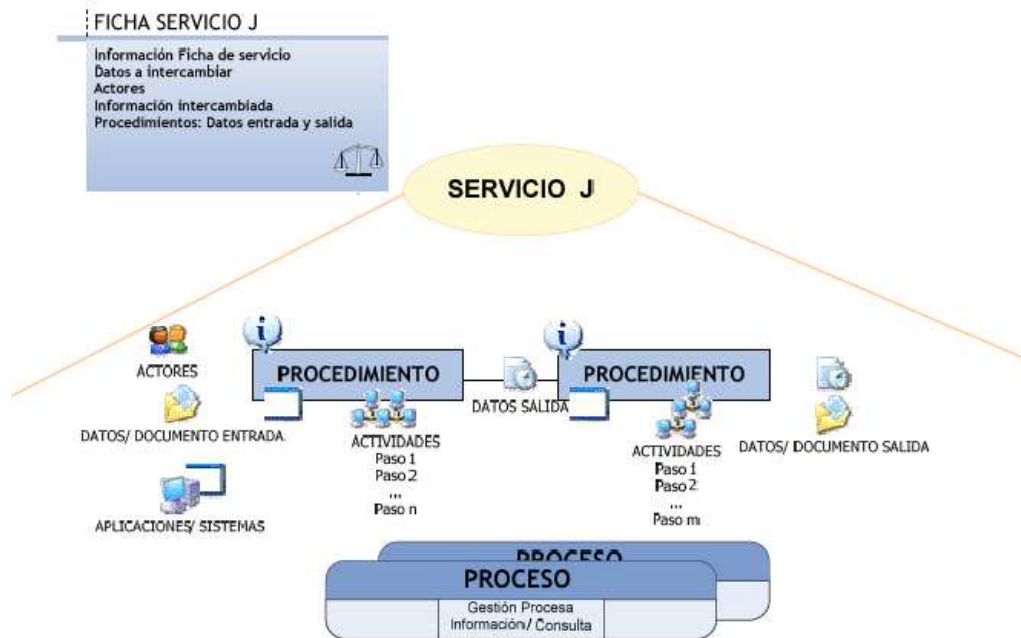 FICHA SERVICIO J
Información Ficha de servicio
Datos a intercambiar
Actores
Información intercambiada
Procedimientos: Datos entrada y salida
SERVICIO J
ACTORES
DATOS/ DOCUMENTO ENTRADA
APLICACIONES/ SISTEMAS
PROCEDIMIENTO
ACTIVIDADES
Paso 1
Paso 2
...
Paso n
DATOS SALIDA
PROCEDIMIENTO
ACTIVIDADES
Paso 1
Paso 2
...
Paso m
DATOS/ DOCUMENTO SALIDA
PROCESO
PROCESO
Gestión Procesa
Información/ Consulta